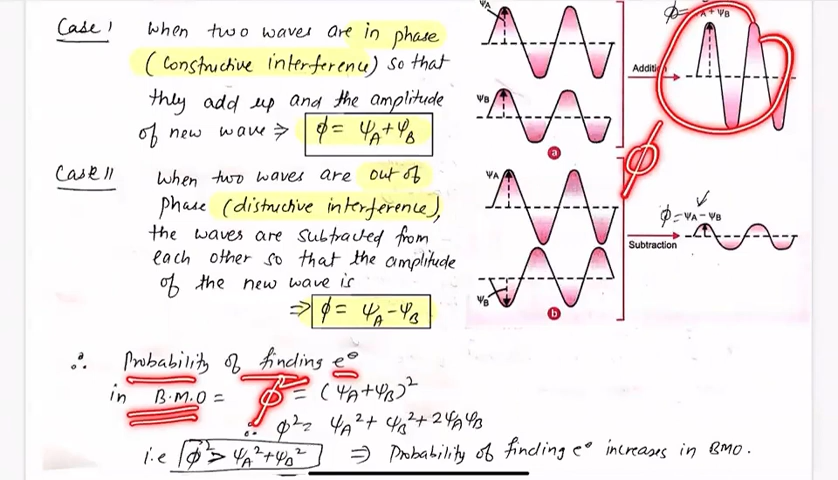 Case I when two waves are in phase
(constructive interference) so that
they add up and the amplitude
of new wave ⇒ ϕ = ΨA+ΨB
Case II when two waves are out of
phase (distructive interference),
the waves are subtracted from
each other so that the amplitude
of the new wave is
⇒ ϕ = ΨA-ΨB
∴ Probability of finding e⊖
in B.M.O = ϕ = (ΨA+ΨB)²
∴ ϕ²= ΨA²+ΨB²+2ΨAΨB
i.e ϕ² > ΨA²+ΨB² ⇒ Probability of finding e⊖ increases in BMO.
ΨA
ΨB
a
Addition
ϕ= ΨA + ΨB
ϕ
ΨA
ΨB
b
Subtraction
ϕ=ΨA – ΨB